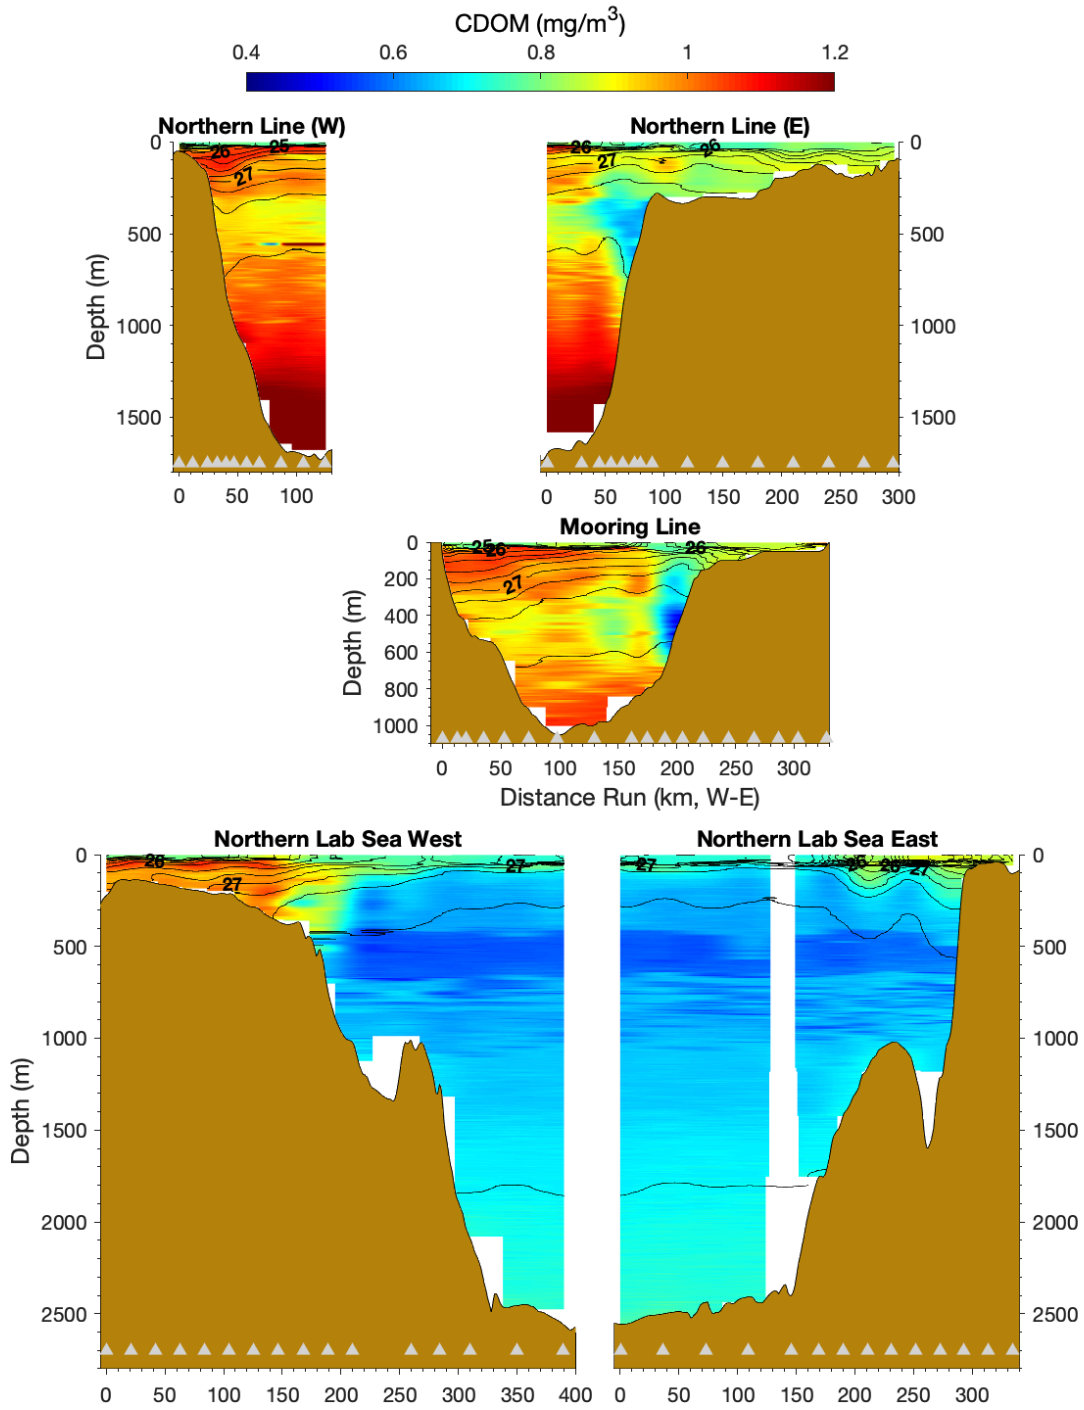 CDOM (mg/m3)
0.4 0.6 0.8 1 1.2
Northern Line (W)
Northern Line (E)
0 500 1000 1500
Depth (m)
26 25 27
0 50 100
26 27 26
0 500 1000 1500
0 50 100 150 200 250 300
Mooring Line
0 200 400 600 800 1000
Depth (m)
25 26 27 26
0 50 100 150 200 250 300
Distance Run (km, W-E)
Northern Lab Sea West
Northern Lab Sea East
0 500 1000 1500 2000 2500
Depth (m)
26 27 27
0 50 100 150 200 250 300 350 400
27 26 26 27
0 500 1000 1500 2000 2500
0 50 100 150 200 250 300